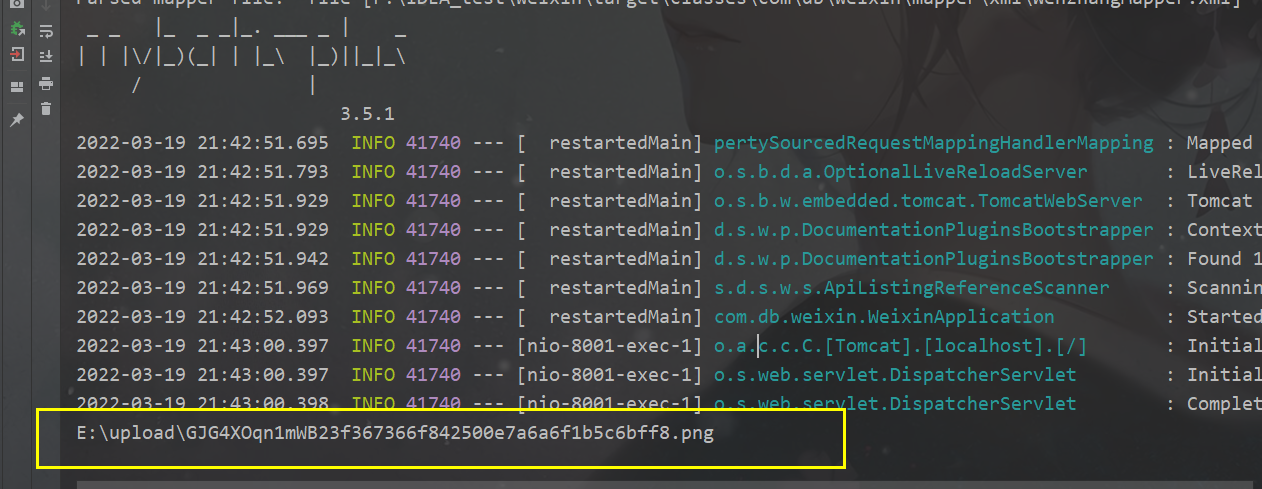 Parsed mapper file: 'file [F:\IDEA_test\weixin\target\classes\com\db\weixin\mapper\xml\WenZhangMapper.xml]
 _ _   |_  _ _|_. ___ _ |    _
| | |\/|_)(_| | |_\  |_)||_|_\
     /               |
3.5.1
2022-03-19 21:42:51.695  INFO 41740 --- [  restartedMain] pertySourcedRequestMappingHandlerMapping : Mapped
2022-03-19 21:42:51.793  INFO 41740 --- [  restartedMain] o.s.b.d.a.OptionalLiveReloadServer       : LiveRel
2022-03-19 21:42:51.929  INFO 41740 --- [  restartedMain] o.s.b.w.embedded.tomcat.TomcatWebServer  : Tomcat
2022-03-19 21:42:51.929  INFO 41740 --- [  restartedMain] d.s.w.p.DocumentationPluginsBootstrapper : Context
2022-03-19 21:42:51.942  INFO 41740 --- [  restartedMain] d.s.w.p.DocumentationPluginsBootstrapper : Found 1
2022-03-19 21:42:51.969  INFO 41740 --- [  restartedMain] s.d.s.w.s.ApiListingReferenceScanner     : Scannin
2022-03-19 21:42:52.093  INFO 41740 --- [  restartedMain] com.db.weixin.WeixinApplication          : Started
2022-03-19 21:43:00.397  INFO 41740 --- [nio-8001-exec-1] o.a.c.c.C.[Tomcat].[localhost].[/]       : Initial
2022-03-19 21:43:00.397  INFO 41740 --- [nio-8001-exec-1] o.s.web.servlet.DispatcherServlet        : Initial
2022-03-19 21:43:00.398  INFO 41740 --- [nio-8001-exec-1] o.s.web.servlet.DispatcherServlet        : Complet
E:\upload\GJG4XOqn1mWB23f367366f842500e7a6a6f1b5c6bff8.png